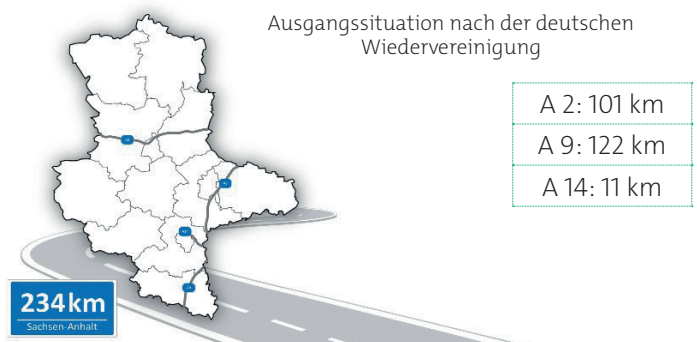 Ausgangssituation nach der deutschen
Wiedervereinigung
A 2: 101 km
A 9: 122 km
A 14: 11 km
234 km
Sachsen-Anhalt